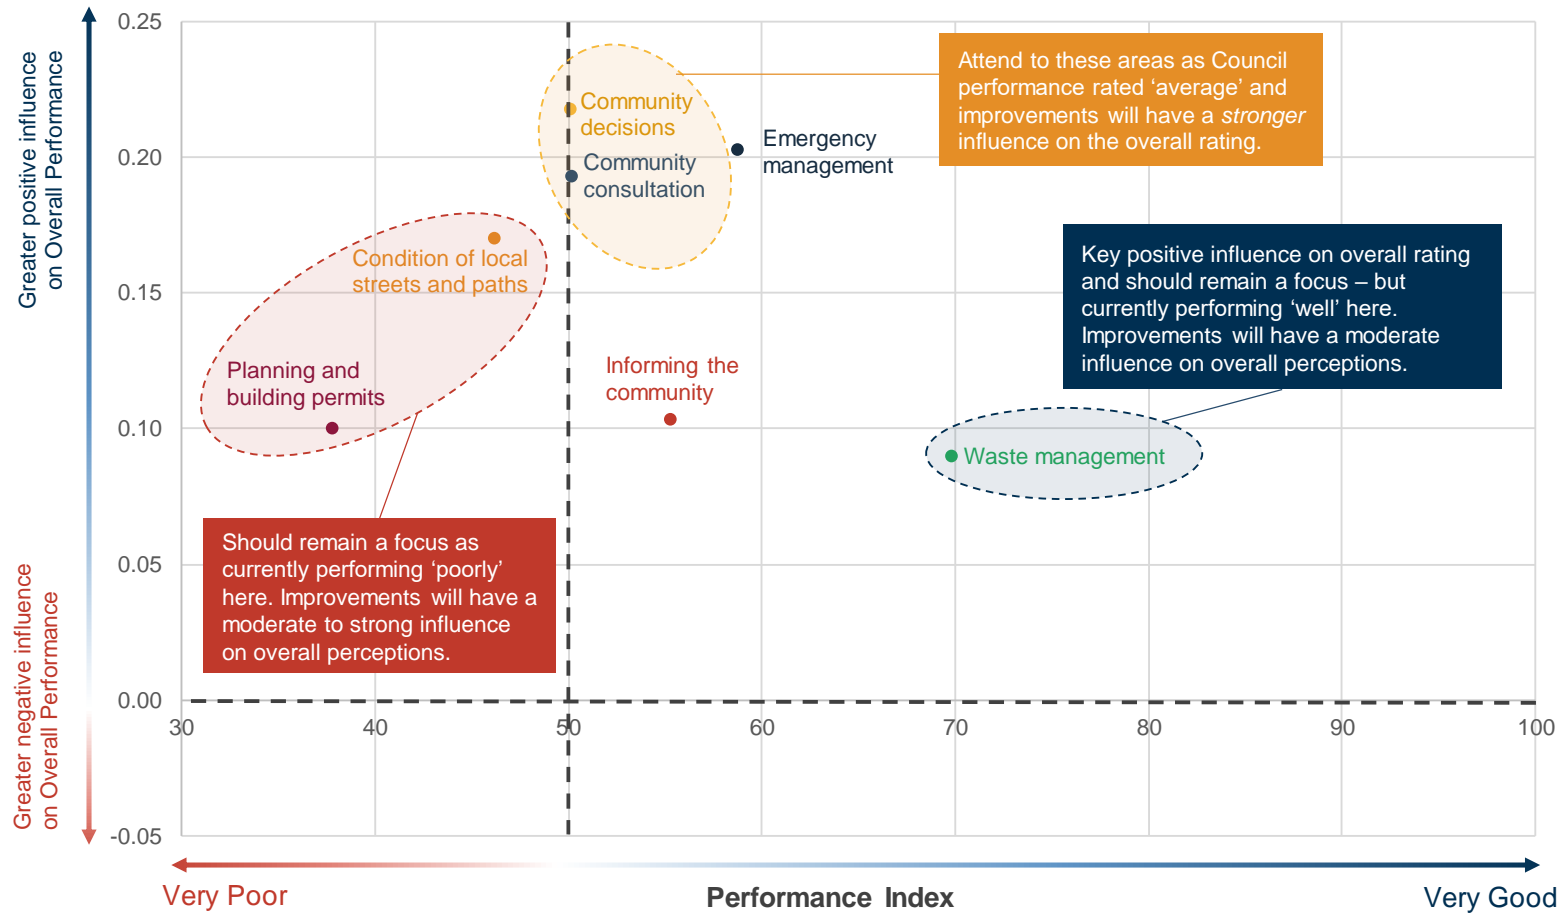 Greater positive influence
on Overall Performance
Greater negative influence
on Overall Performance
0.25
0.20
0.15
0.10
0.05
0.00
-0.05
Community
decisions
Community
consultation
Emergency
management
Attend to these areas as Council
performance rated ‘average’ and
improvements will have a stronger
influence on the overall rating.
Condition of local
streets and paths
Planning and
building permits
Informing the
community
Key positive influence on overall rating
and should remain a focus – but
currently performing ‘well’ here.
Improvements will have a moderate
influence on overall perceptions.
Waste management
Should remain a focus as
currently performing ‘poorly’
here. Improvements will have a
moderate to strong influence
on overall perceptions.
30
40
50
60
70
80
90
100
Very Poor
Performance Index
Very Good